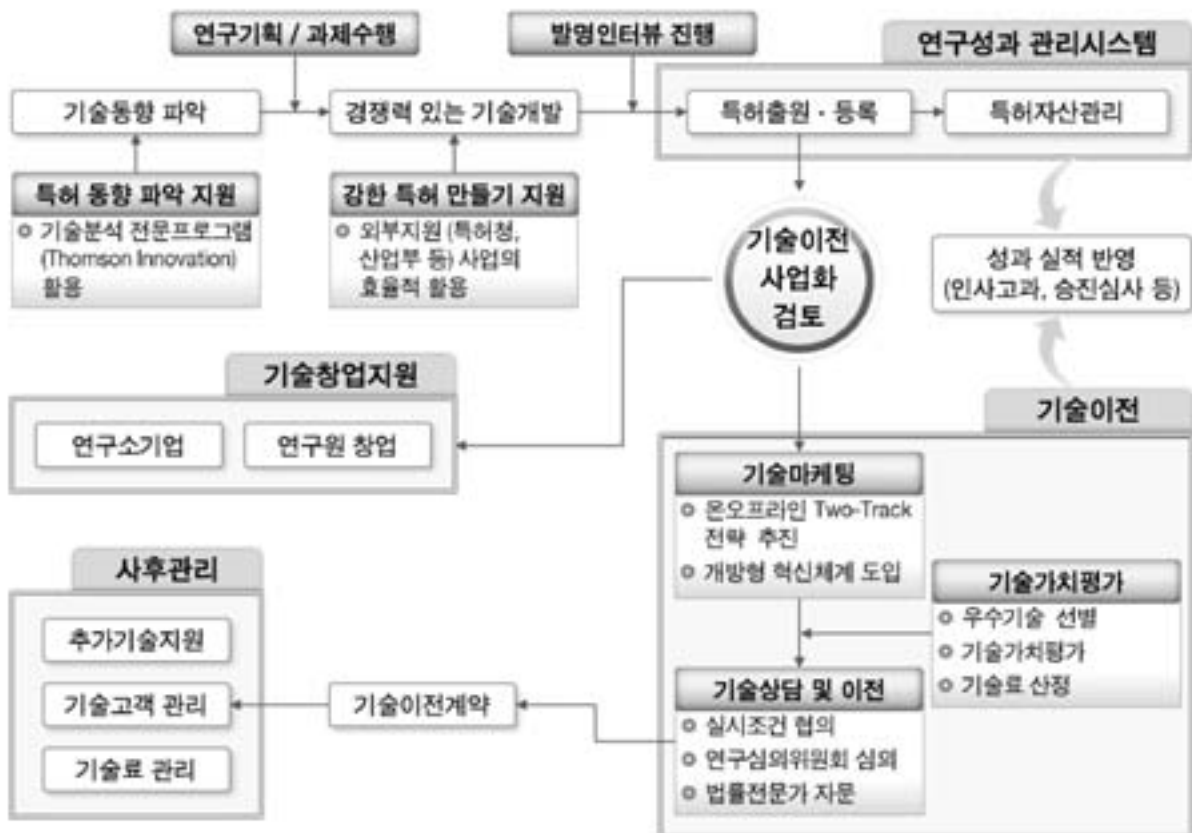 연구기획 / 과제수행
발명인터뷰 진행
연구성과 관리시스템
기술동향 파악
경쟁력 있는 기술개발
특허출원 · 등록
특허자산관리
특허 동향 파악 지원
기술분석 전문프로그램
(Thomson Innovation)
활용
강한 특허 만들기 지원
외부지원 (특허청,
산업부 등) 사업의
효율적 활용
기술이전
사업화
검토
성과 실적 반영
(인사고과, 승진심사 등)
기술창업지원
연구소기업
연구원 창업
기술이전
기술마케팅
온오프라인 Two-Track
전략 추진
개방형 혁신체계 도입
기술가치평가
우수기술 선별
기술가치평가
기술료 산정
기술상담 및 이전
실시조건 협의
연구심의위원회 심의
법률전문가 자문
기술이전계약
사후관리
추가기술지원
기술고객 관리
기술료 관리